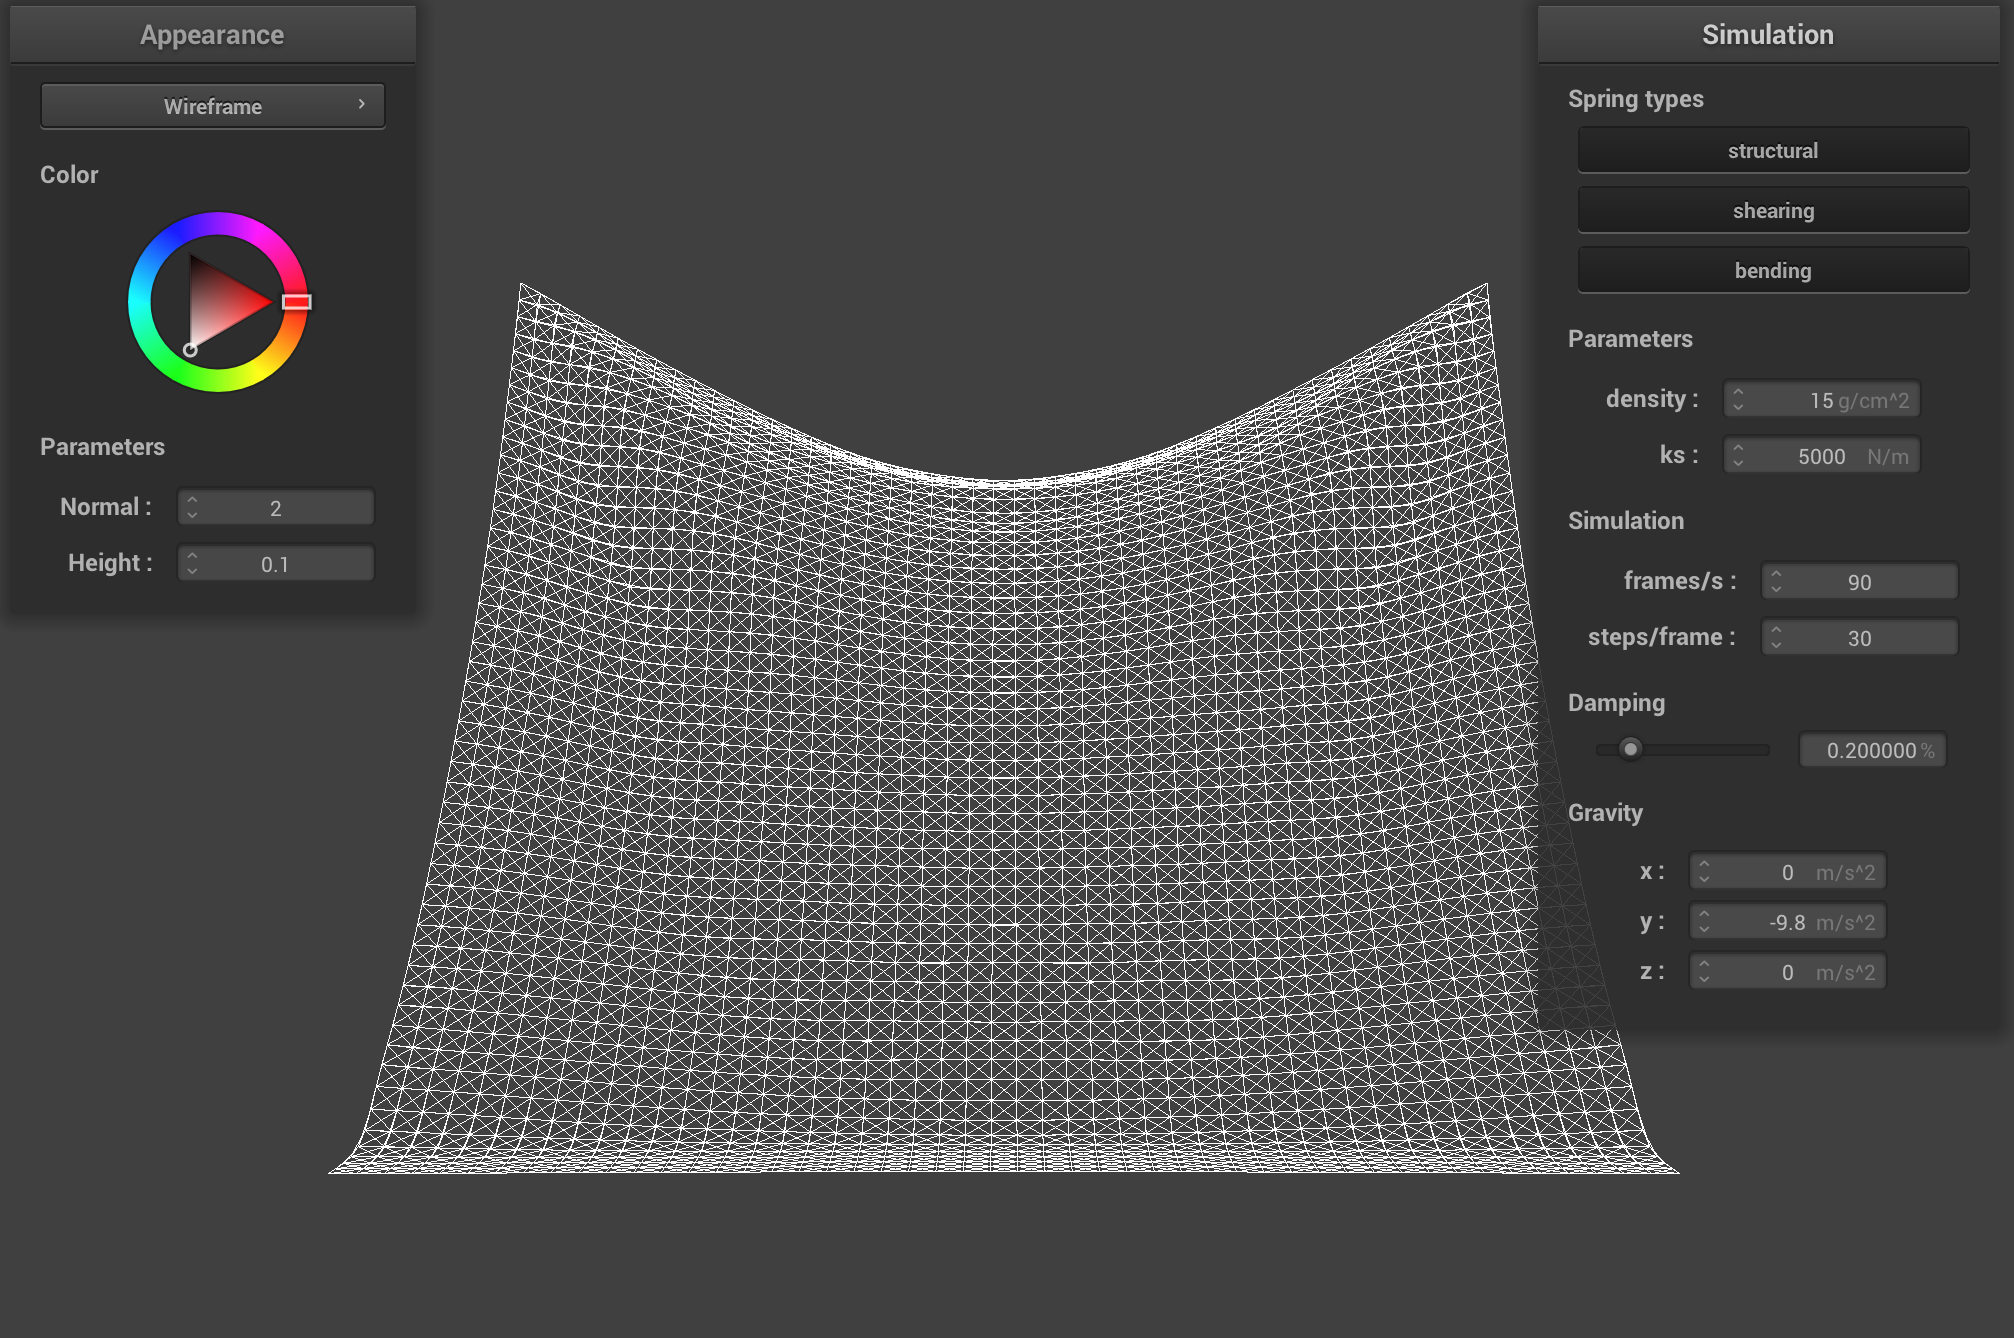 Appearance
Wireframe
Color
Parameters
Normal : 2
Height : 0.1
Simulation
Spring types
structural
shearing
bending
Parameters
density : 15 g/cm^2
ks : 5000 N/m
Simulation
frames/s : 90
steps/frame : 30
Damping
0.200000 %
Gravity
x : 0 m/s^2
y : -9.8 m/s^2
z : 0 m/s^2